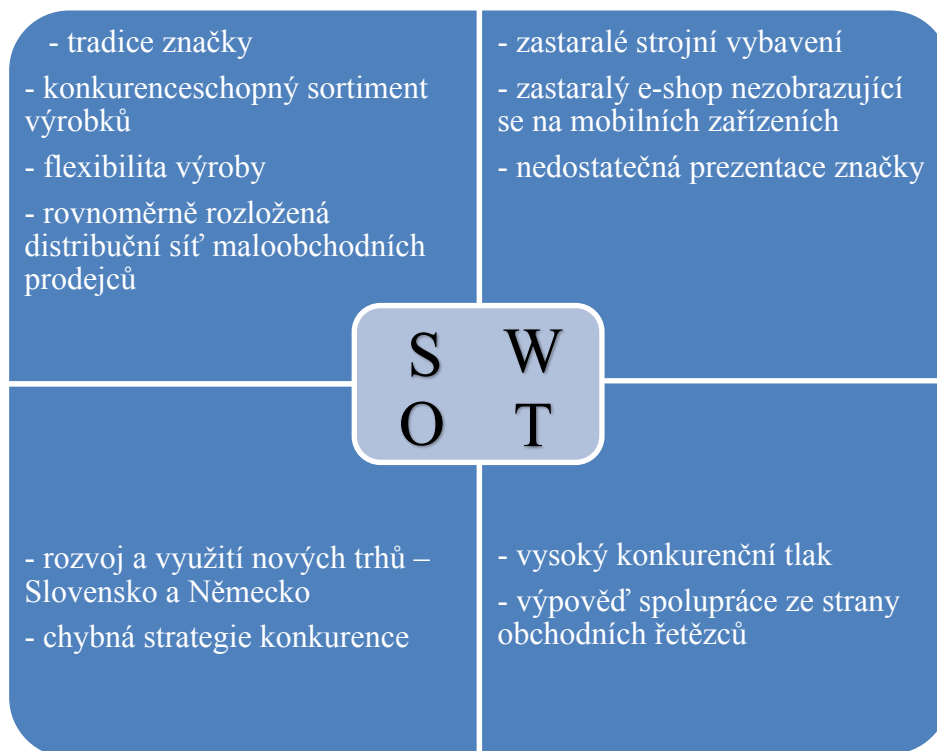 - tradice značky
- konkurenceschopný sortiment
výrobků
- flexibilita výroby
- rovnoměrně rozložená
distribuční síť maloobchodních
prodejců
- zastaralé strojní vybavení
- zastaralý e-shop nezobrazující
se na mobilních zařízeních
- nedostatečná prezentace značky
S W
O T
- rozvoj a využití nových trhů –
Slovensko a Německo
- chybná strategie konkurence
- vysoký konkurenční tlak
- výpověď spolupráce ze strany
obchodních řetězců